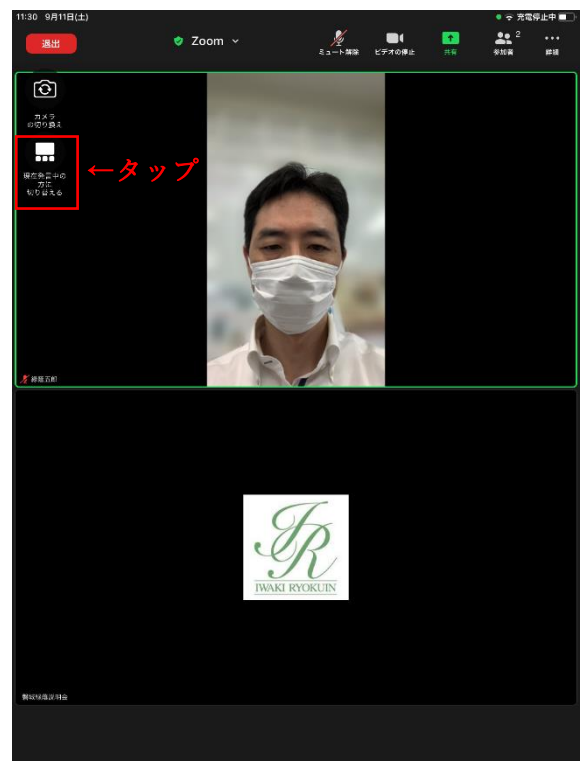 11:30 9月11日(土)
充電停止中
退出
Zoom
ミュート解除
ビデオの停止
共有
参加者
2
詳細
カメラ
の切り換え
現在発言中の
方に
切り替える
←タップ
IR
IWAKI RYOKUIN